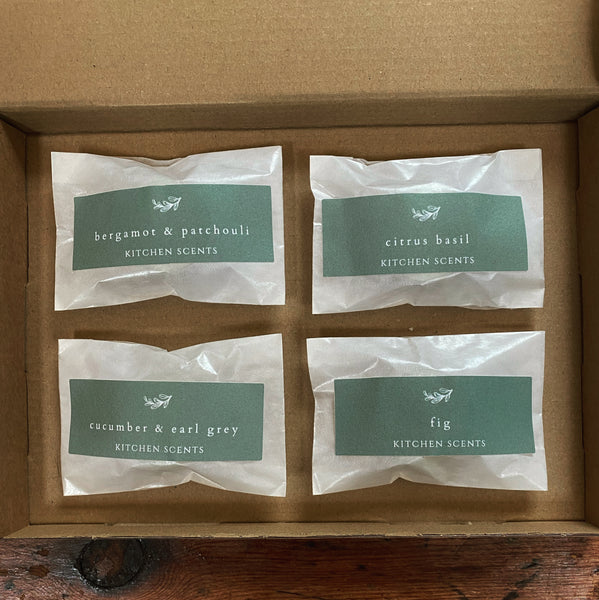 bergamot & patchouli
KITCHEN SCENTS
citrus basil
KITCHEN SCENTS
cucumber & earl grey
KITCHEN SCENTS
fig
KITCHEN SCENTS